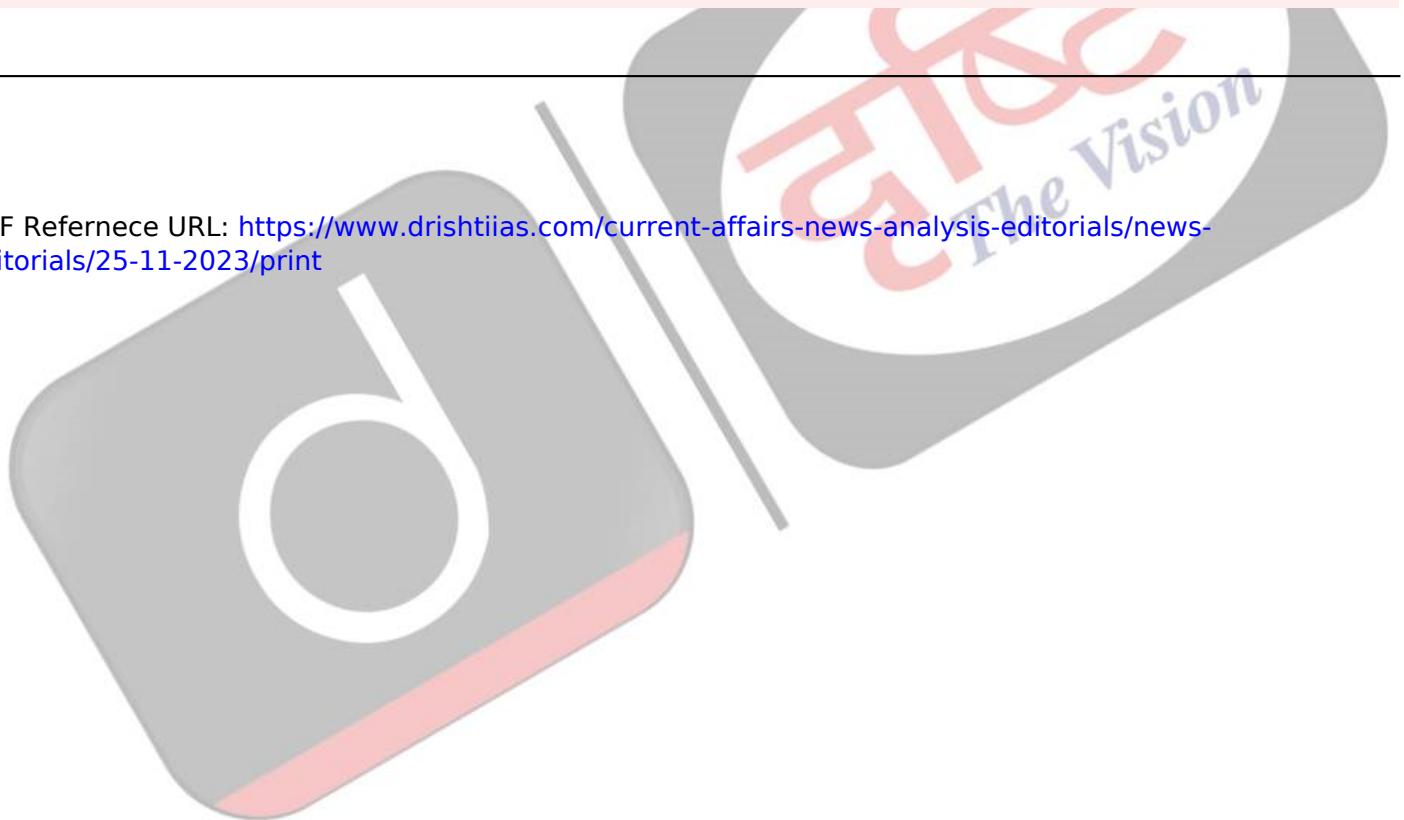 दृष्टि
The Vision
F Refernece URL: https://www.drishtiias.com/current-affairs-news-analysis-editorials/news-
itorials/25-11-2023/print
d